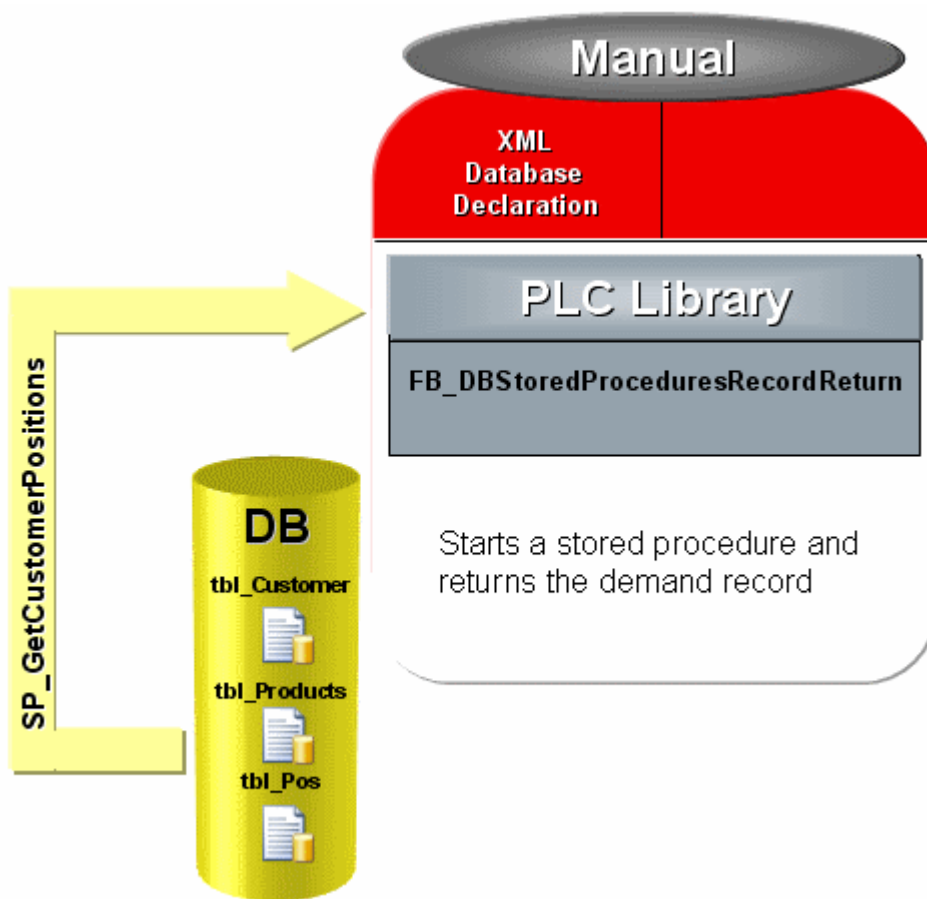 Manual
XML
Database
Declaration
PLC Library
FB_DBStoredProceduresRecordReturn
Starts a stored procedure and
returns the demand record
SP_GetCustomerPositions
DB
tbl_Customer
tbl_Products
tbl_Pos